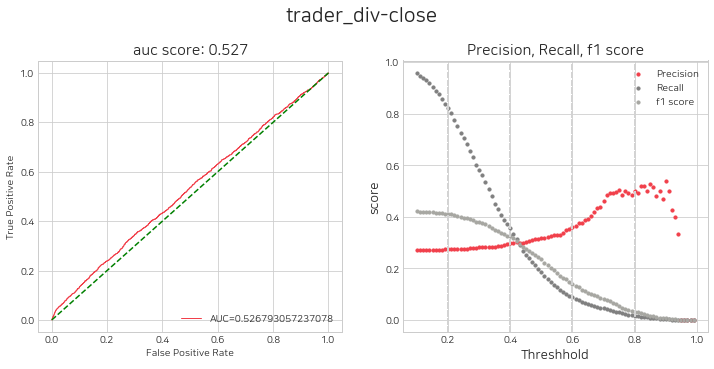 trader_div-close
auc score: 0.527
1.0
0.8
0.6
0.4
0.2
0.0
True Positive Rate
0.0 0.2 0.4 0.6 0.8 1.0
False Positive Rate
AUC=0.526793057237078
Precision, Recall, f1 score
1.0
0.8
0.6
0.4
0.2
0.0
score
0.2 0.4 0.6 0.8 1.0
Threshhold
Precision
Recall
f1 score